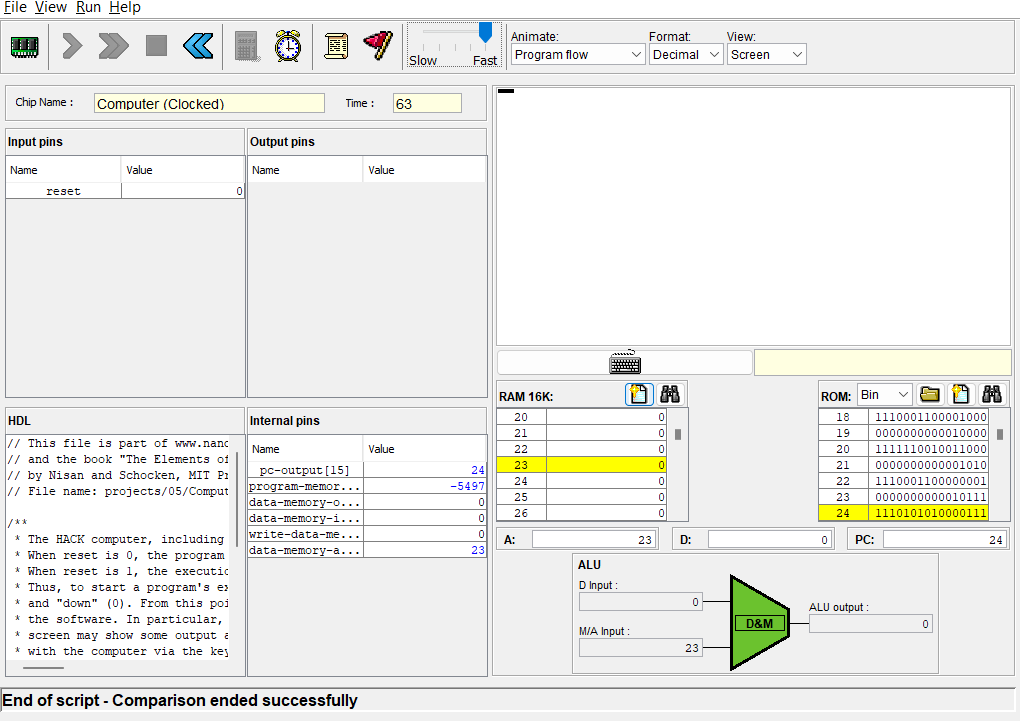 File View Run Help
Animate: Format: View:
Slow Fast Program flow Decimal Screen
Chip Name : Computer (Clocked) Time : 63
Input pins
Name Value
reset 0
Output pins
Name Value
HDL
// This file is part of www.nand
// and the book "The Elements of
// by Nisan and Schocken, MIT Pr
// File name: projects/05/Comput
/**
* The HACK computer, including
* When reset is 0, the program
* When reset is 1, the executio
* Thus, to start a program's ex
* and "down" (0). From this poi
* the software. In particular,
* screen may show some output a
* with the computer via the key
Internal pins
Name Value
pc-output[15] 24
program-memor... -5497
data-memory-o... 0
data-memory-i... 0
write-data-me... 0
data-memory-a... 23
RAM 16K:
20 0
21 0
22 0
23 0
24 0
25 0
26 0
ROM: Bin
18 1110001100001000
19 0000000000010000
20 1111110010011000
21 0000000000001010
22 1110001100000001
23 0000000000010111
24 1110101010000111
A: 23 D: 0 PC: 24
ALU
D Input :
0
M/A Input :
23
D&M
ALU output :
0
End of script - Comparison ended successfully